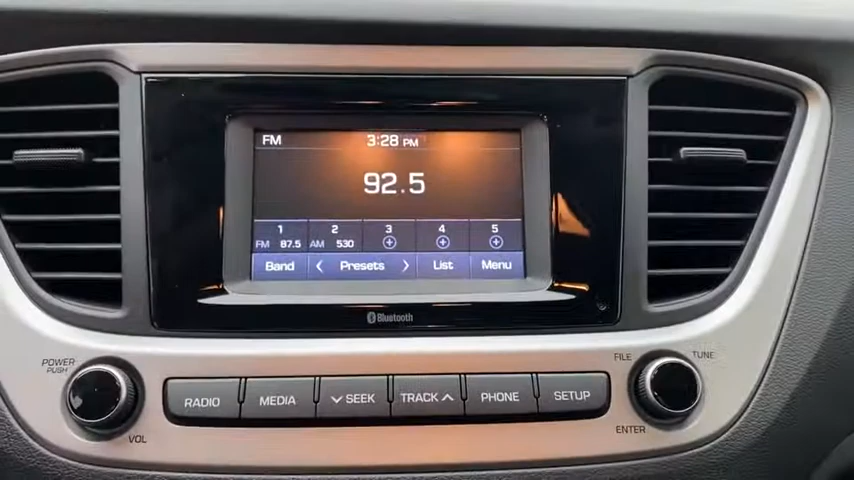 FM 3:28 PM
92.5
1 2 3 4 5
FM 87.5 AM 530
Band Presets List Menu
Bluetooth
POWER PUSH
FILE TUNE
RADIO MEDIA SEEK TRACK PHONE SETUP
VOL ENTER